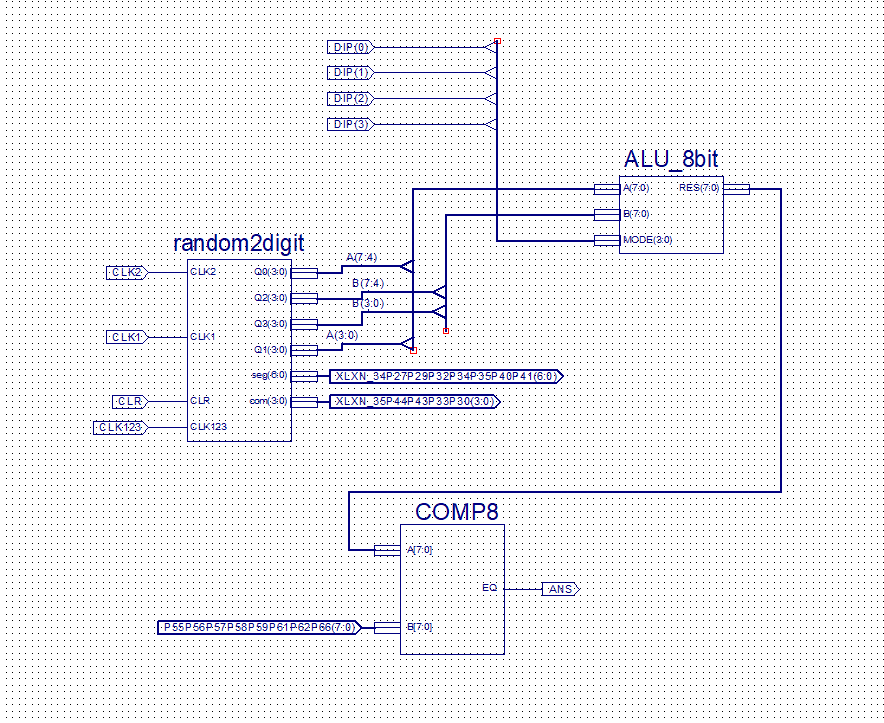 DIP(0)
DIP(1)
DIP(2)
DIP(3)
ALU_8bit
A(7:0)
RES(7:0)
B(7:0)
MODE(3:0)
random2digit
CLK2
CLK2
Q0(3:0)
A(7:4)
Q2(3:0)
B(7:4)
B(3:0)
Q3(3:0)
CLK1
CLK1
A(3:0)
Q1(3:0)
seg(6:0)
XLXN_34P27P29P32P34P35P40P41(6:0)
CLR
CLR
com(3:0)
XLXN_35P44P43P33P30(3:0)
CLK123
CLK123
COMP8
A[7:0]
EQ
ANS
P55P56P57P58P59P61P62P66(7:0)
B[7:0]